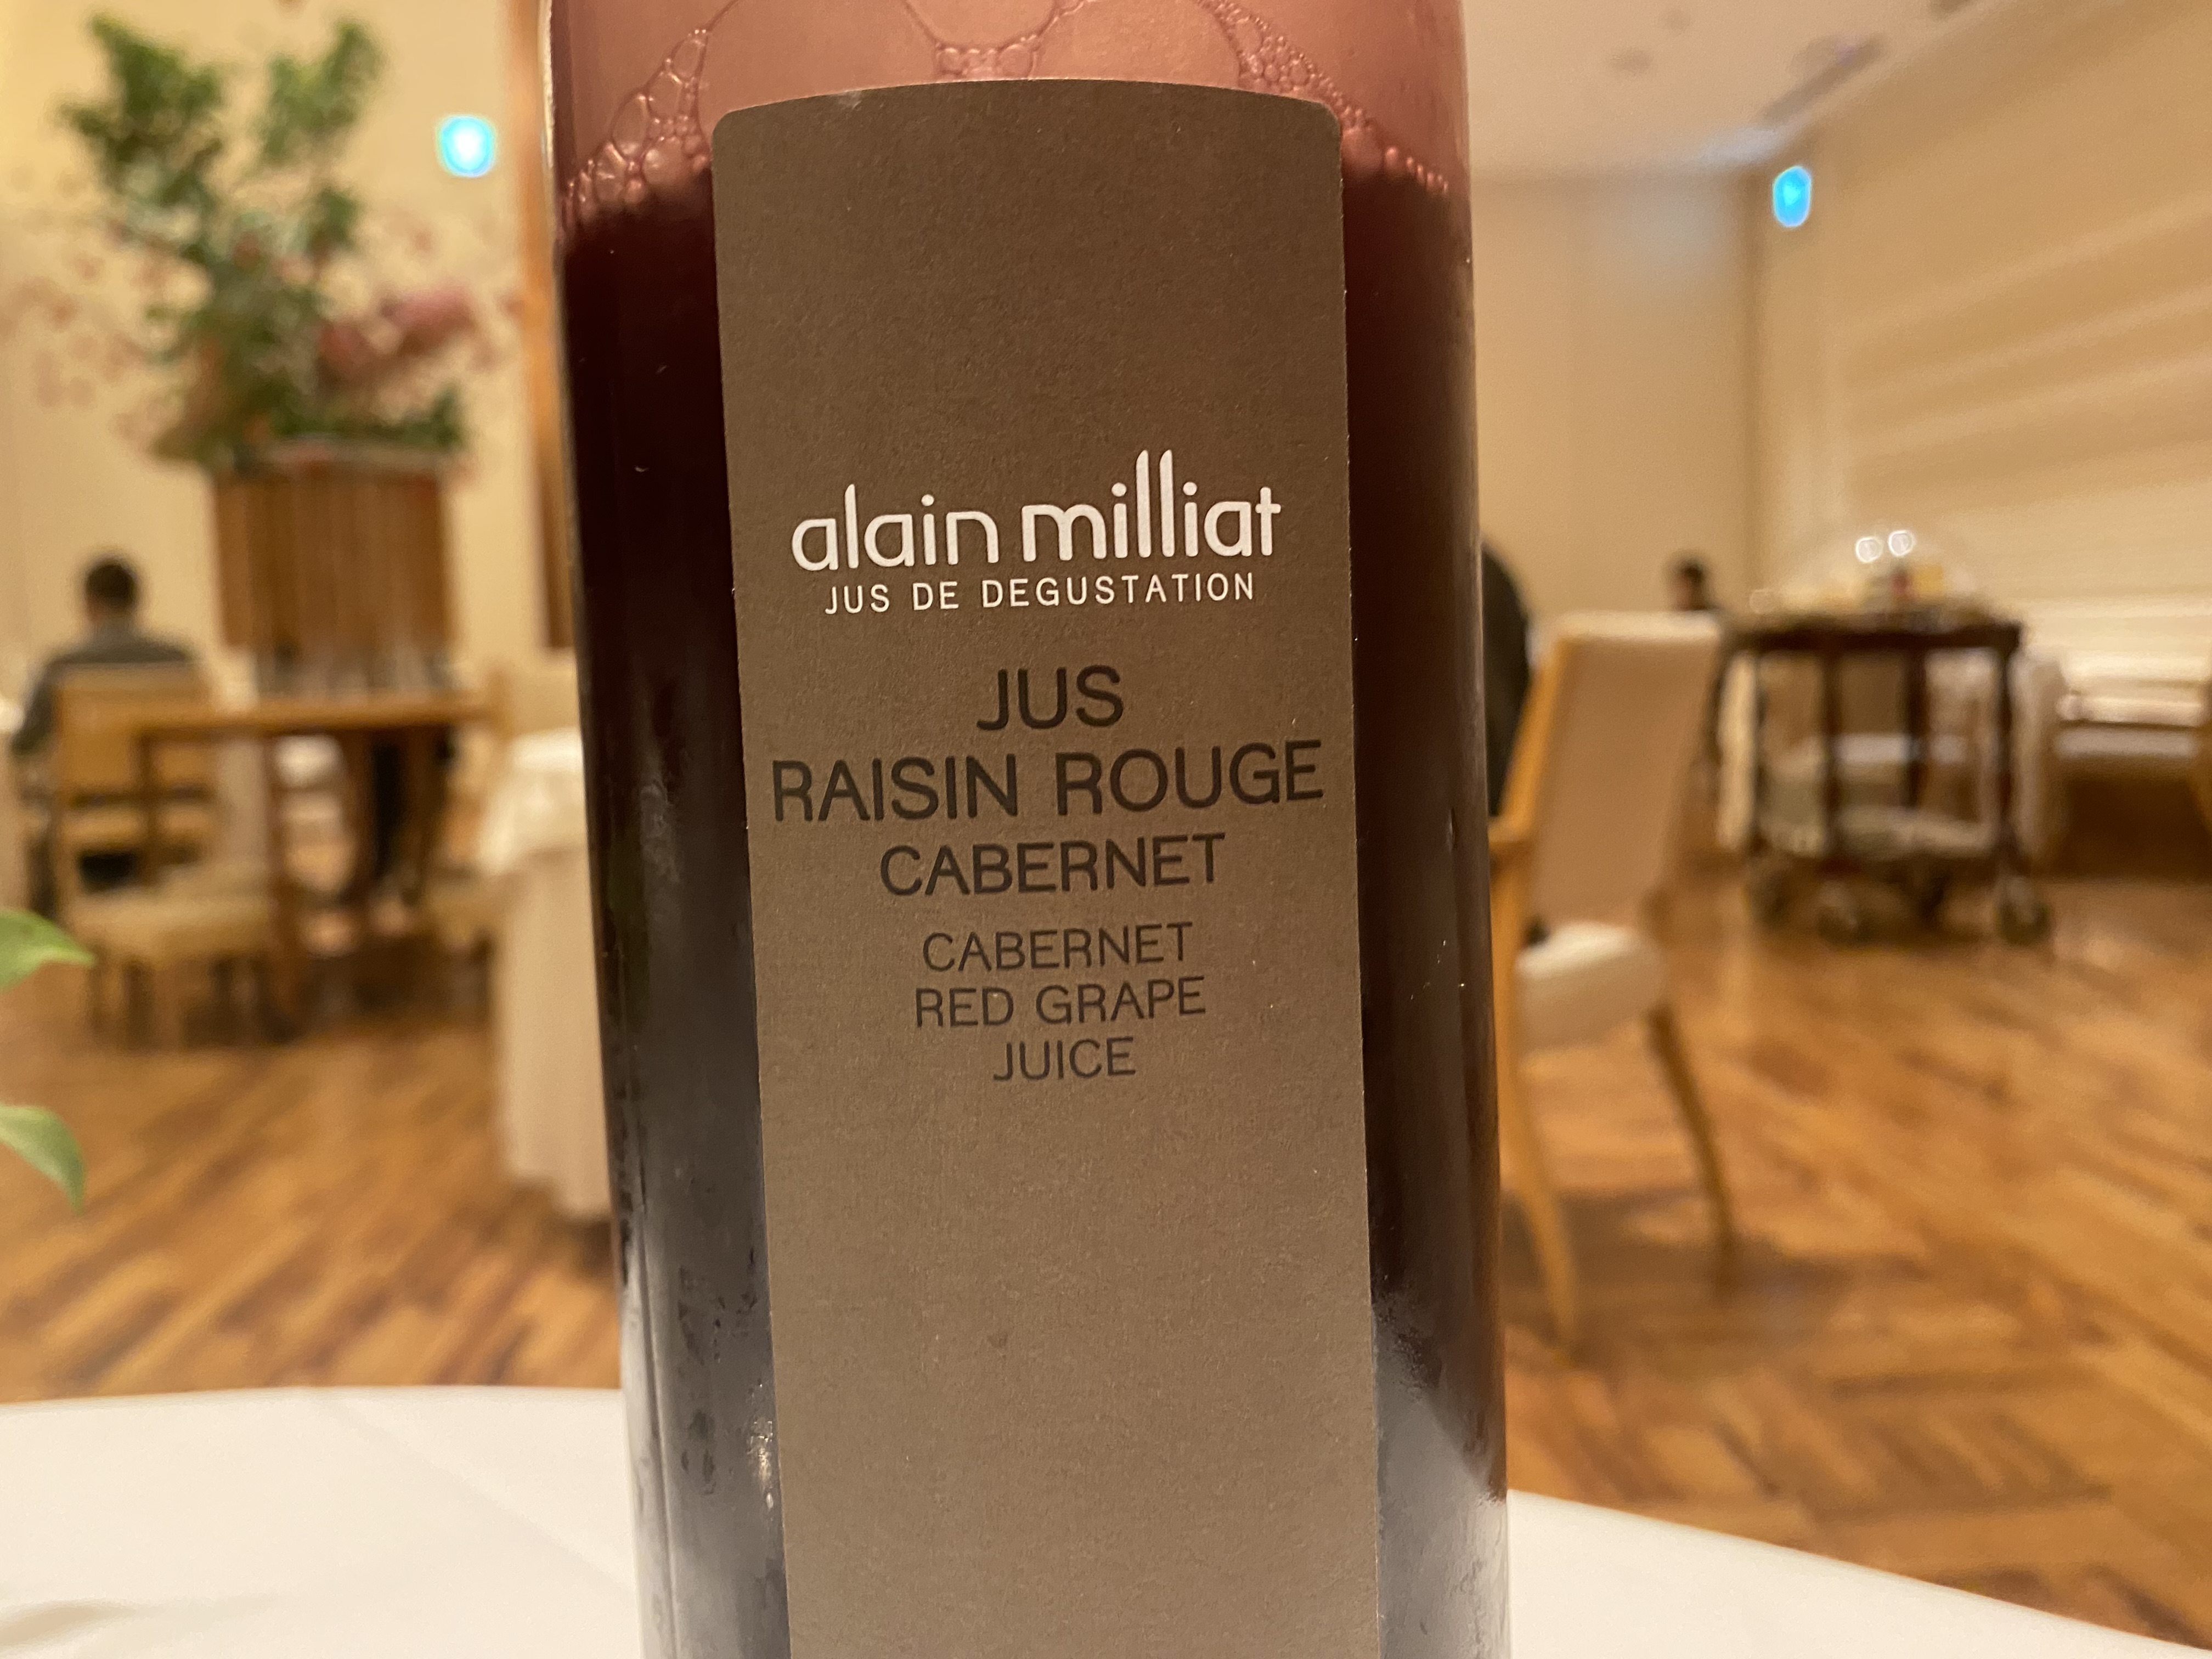 alain milliat
JUS DE DEGUSTATION
JUS
RAISIN ROUGE
CABERNET
CABERNET
RED GRAPE
JUICE